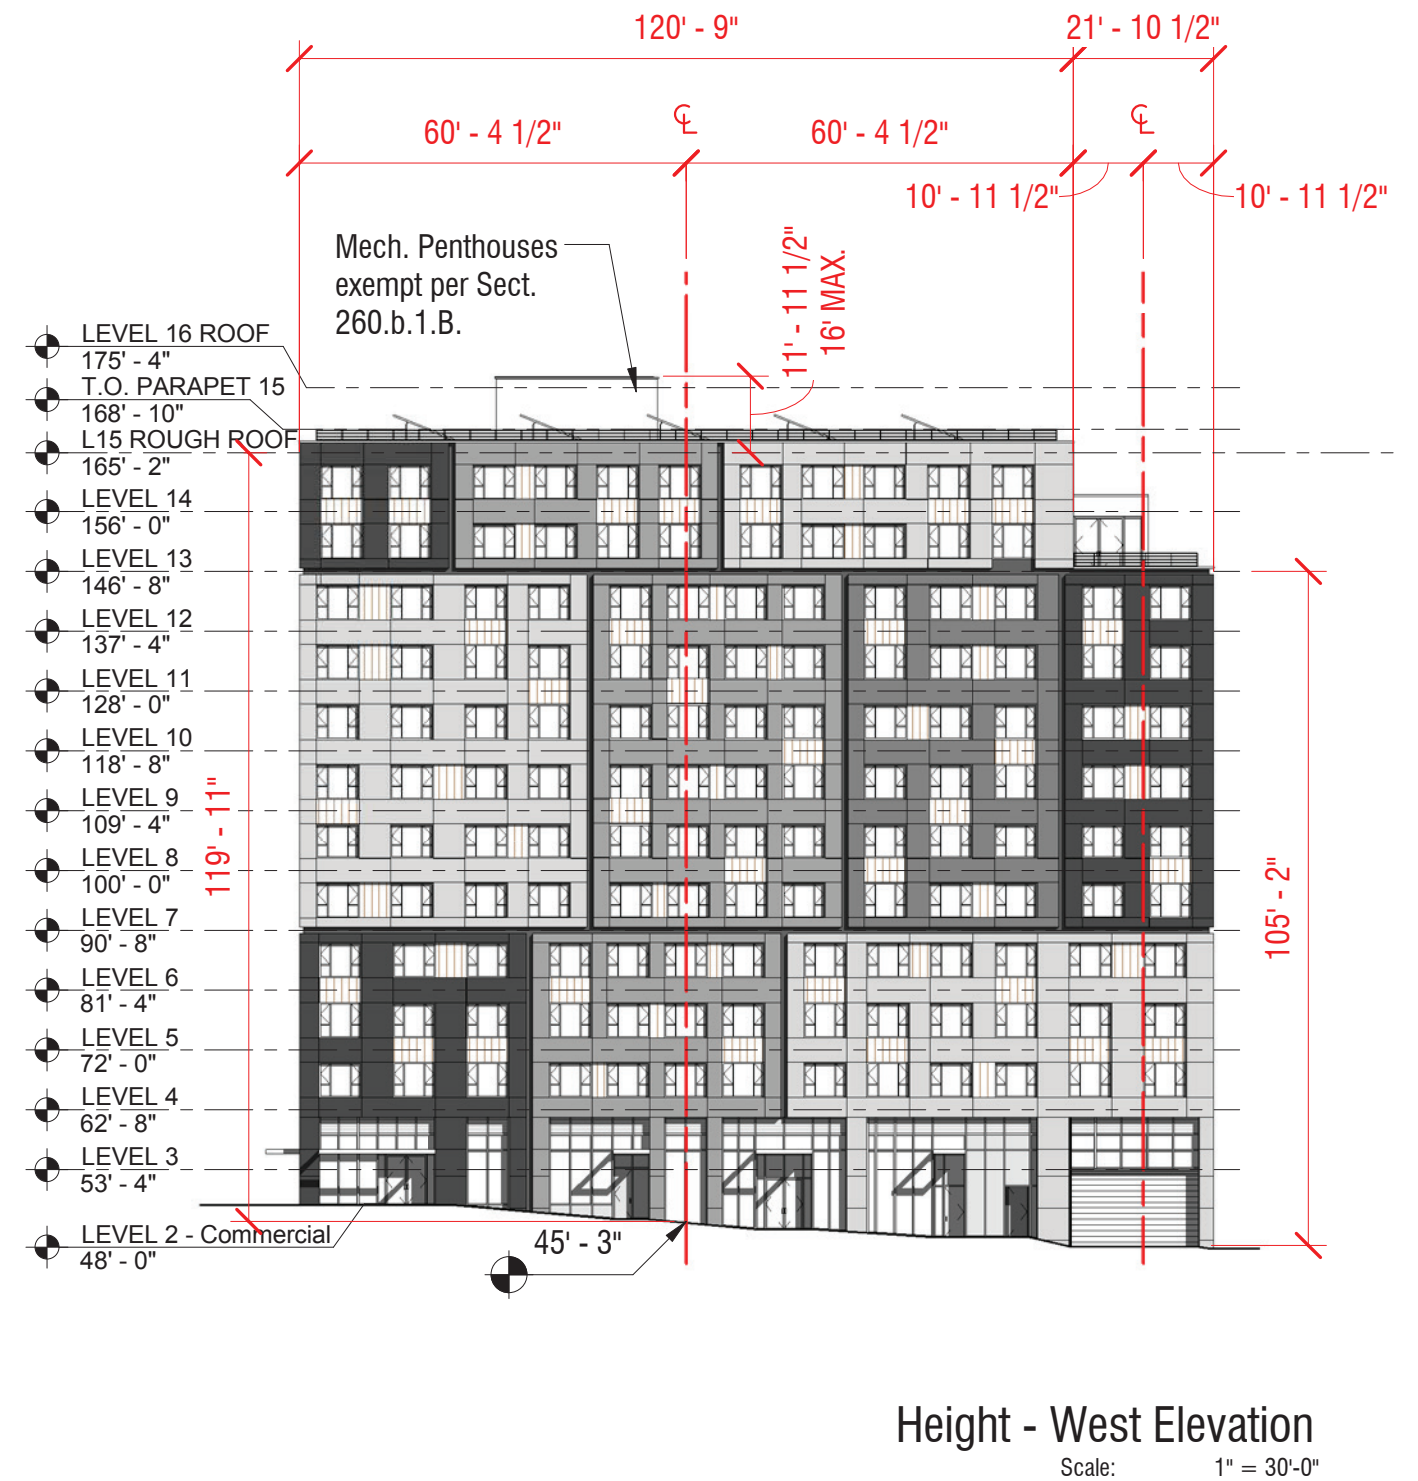 120' - 9"
21' - 10 1/2"
60' - 4 1/2"
℄
60' - 4 1/2"
℄
10' - 11 1/2"
10' - 11 1/2"
Mech. Penthouses
exempt per Sect.
260.b.1.B.
11' - 11 1/2"
16' MAX.
LEVEL 16 ROOF
175' - 4"
T.O. PARAPET 15
168' - 10"
L15 ROUGH ROOF
165' - 2"
LEVEL 14
156' - 0"
LEVEL 13
146' - 8"
LEVEL 12
137' - 4"
LEVEL 11
128' - 0"
LEVEL 10
118' - 8"
LEVEL 9
109' - 4"
LEVEL 8
100' - 0"
LEVEL 7
90' - 8"
LEVEL 6
81' - 4"
LEVEL 5
72' - 0"
LEVEL 4
62' - 8"
LEVEL 3
53' - 4"
LEVEL 2 - Commercial
48' - 0"
119' - 11"
105' - 2"
45' - 3"
Height - West Elevation
Scale: 1" = 30'-0"